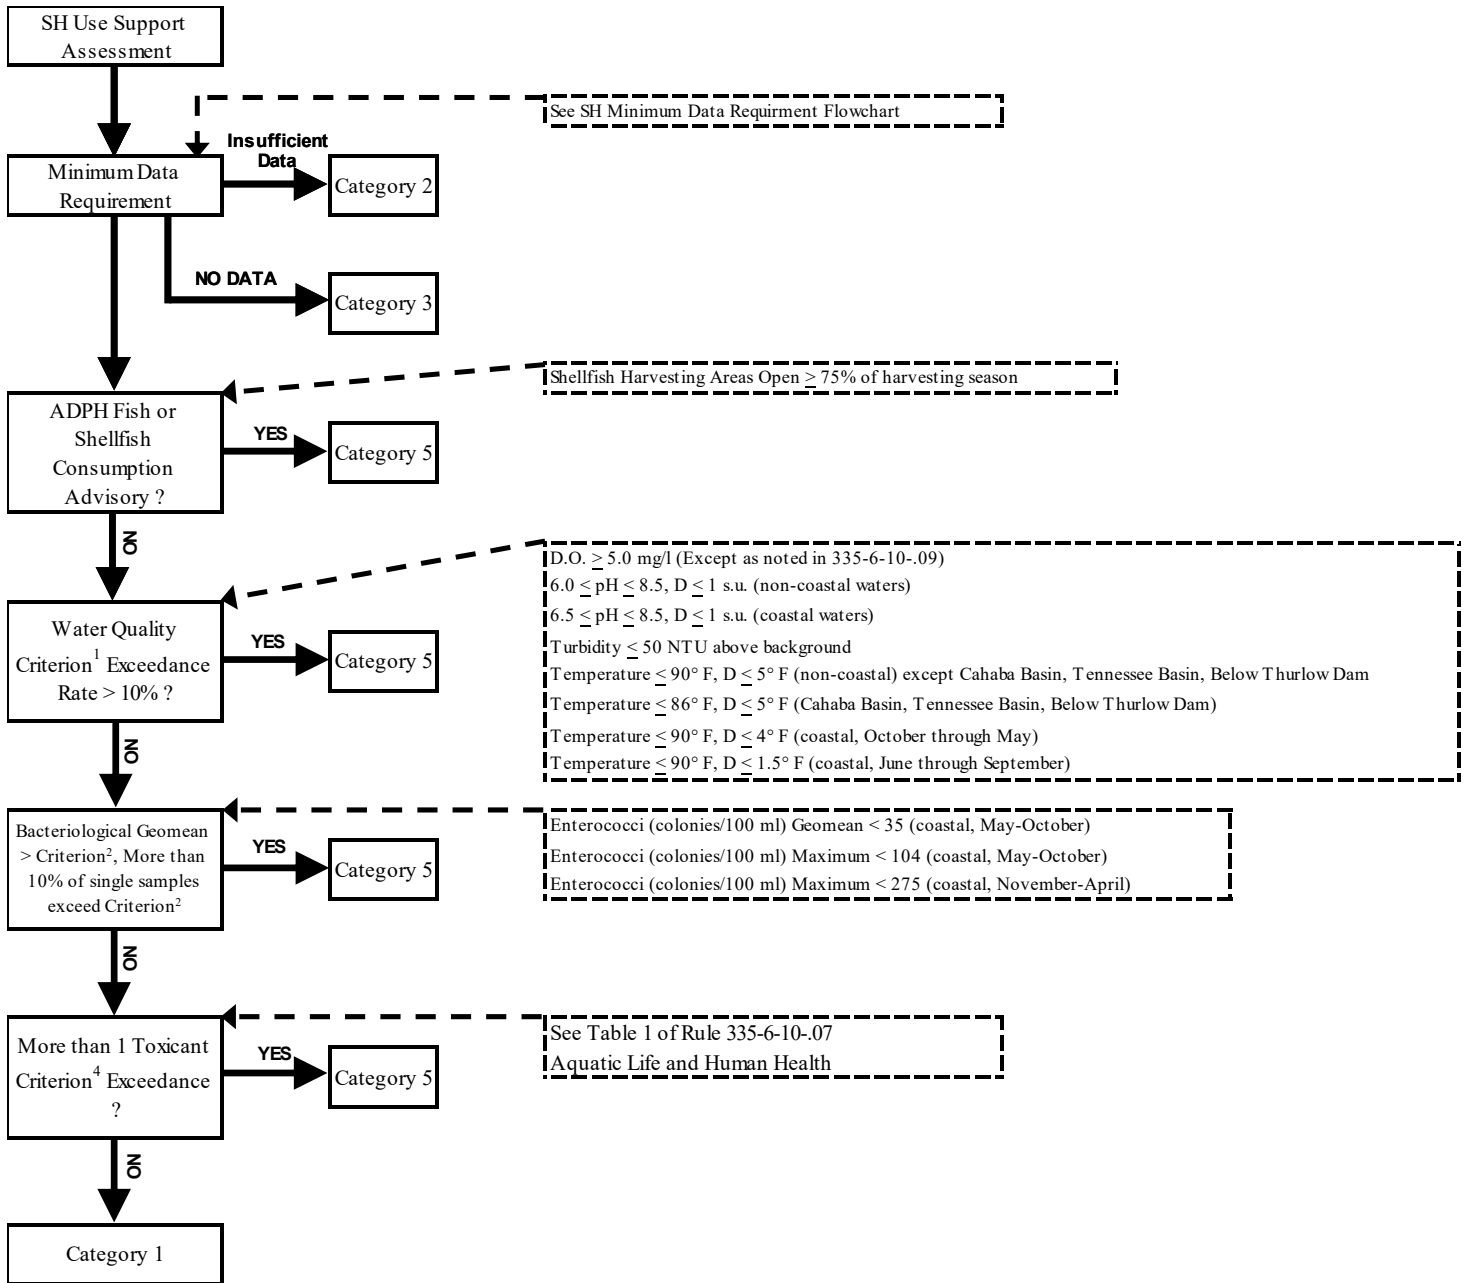 SH Use Support
Assessment
See SH Minimum Data Requirment Flowchart
Insufficient
Data
Minimum Data
Requirement
Category 2
NO DATA
Category 3
Shellfish Harvesting Areas Open ≥ 75% of harvesting season
ADPH Fish or
Shellfish
Consumption
Advisory ?
YES
Category 5
NO
D.O. ≥ 5.0 mg/l (Except as noted in 335-6-10-.09)
6.0 ≤ pH ≤ 8.5, D ≤ 1 s.u. (non-coastal waters)
6.5 ≤ pH ≤ 8.5, D ≤ 1 s.u. (coastal waters)
Turbidity ≤ 50 NTU above background
Temperature ≤ 90° F, D ≤ 5° F (non-coastal) except Cahaba Basin, Tennessee Basin, Below Thurlow Dam
Temperature ≤ 86° F, D ≤ 5° F (Cahaba Basin, Tennessee Basin, Below Thurlow Dam)
Temperature ≤ 90° F, D ≤ 4° F (coastal, October through May)
Temperature ≤ 90° F, D ≤ 1.5° F (coastal, June through September)
Water Quality
Criterion¹ Exceedance
Rate > 10% ?
YES
Category 5
NO
Bacteriological Geomean
> Criterion², More than
10% of single samples
exceed Criterion²
YES
Category 5
Enterococci (colonies/100 ml) Geomean < 35 (coastal, May-October)
Enterococci (colonies/100 ml) Maximum < 104 (coastal, May-October)
Enterococci (colonies/100 ml) Maximum < 275 (coastal, November-April)
NO
See Table 1 of Rule 335-6-10-.07
Aquatic Life and Human Health
More than 1 Toxicant
Criterion⁴ Exceedance
?
YES
Category 5
NO
Category 1